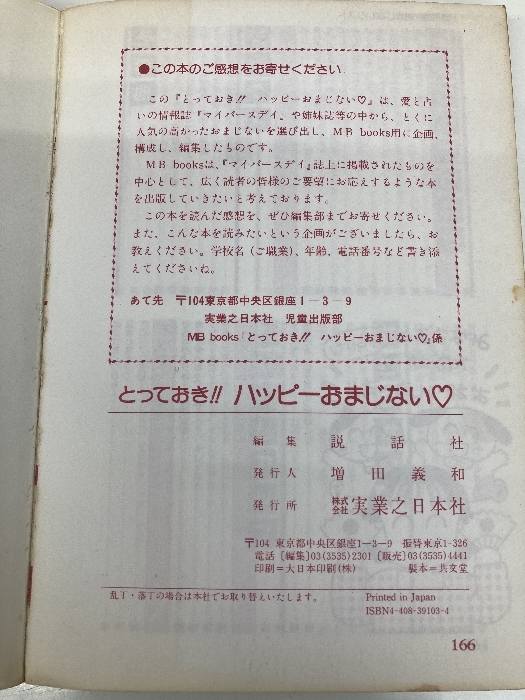 ●この本のご感想をお寄せください.
この『とっておき!! ハッピーおまじない♡』は、愛と占
いの情報誌『マイバースデイ』や姉妹誌等の中から、とくに
人気の高かったおまじないを選び出し、MB books用に企画、
構成し、編集したものです。
MB booksは、『マイバースデイ』誌上に掲載されたものを
中心として、広く読者の皆様のご要望にお応えするような本
を出版していきたいと考えております。
この本を読んだ感想を、ぜひ編集部までお寄せください。
また、こんな本を読みたいという企画がございましたら、お
教えください。学校名(ご職業)、年齢、電話番号など書き添
えてくださいね。
あて先 〒104東京都中央区銀座1−3−9
実業之日本社 児童出版部
MB books『とっておき!! ハッピーおまじない♡』係
とっておき!! ハッピーおまじない♡
編集 説話社
発行人 増田義和
発行所 株式会社 実業之日本社
〒104 東京都中央区銀座1−3−9 振替東京1-326
電話[編集]03(3535)2301 [販売]03(3535)4441
印刷=大日本印刷(株) 製本=共文堂
乱丁・落丁の場合は本社でお取り替えいたします。
Printed in Japan
ISBN4-408-39103-4
166